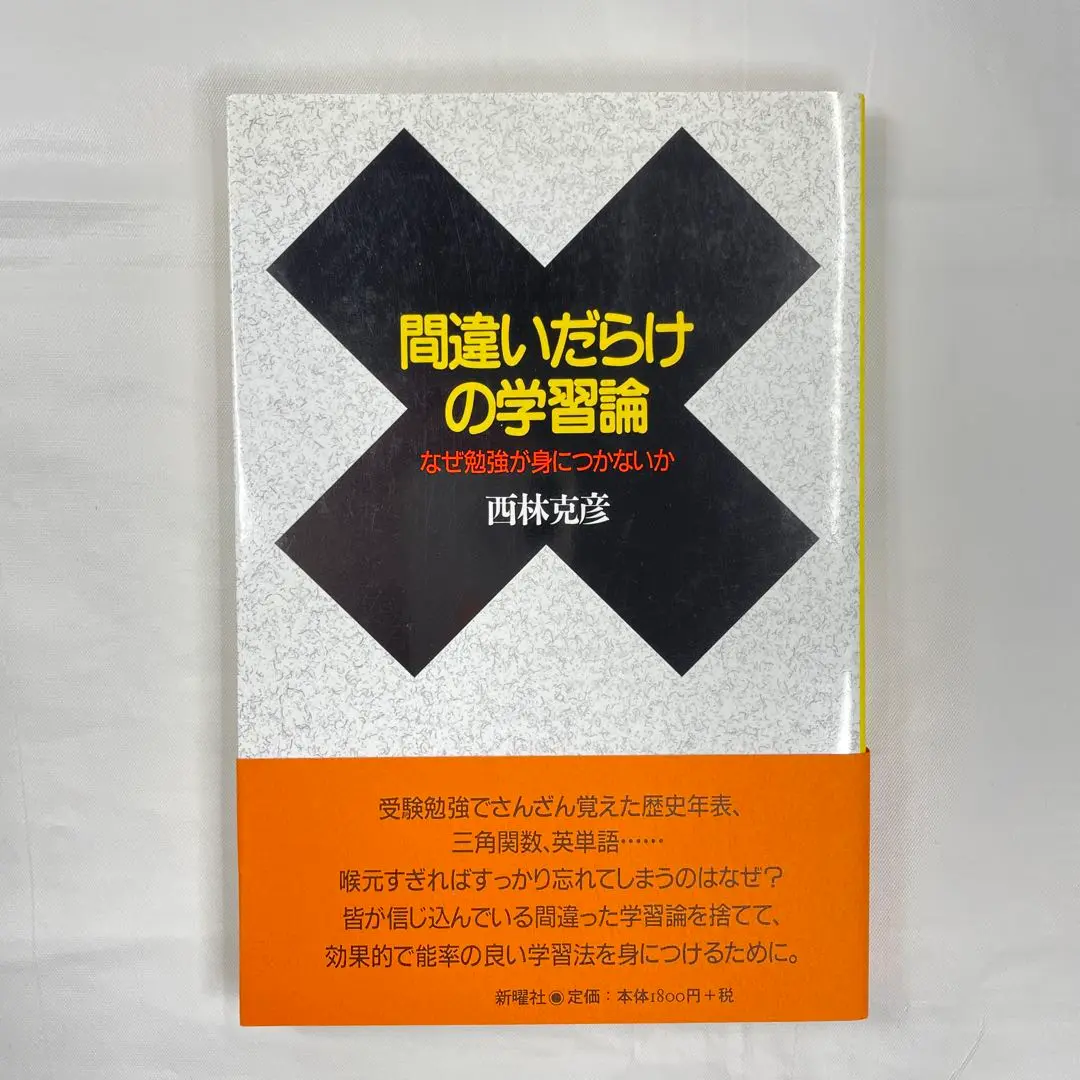 間違いだらけ
の学習論
なぜ勉強が身につかないか
西林克彦
受験勉強でさんざん覚えた歴史年表、
三角関数、英単語……
喉元すぎればすっかり忘れてしまうのはなぜ?
皆が信じ込んでいる間違った学習論を捨てて、
効果的で能率の良い学習法を身につけるために。
新曜社◉定価:本体1800円+税